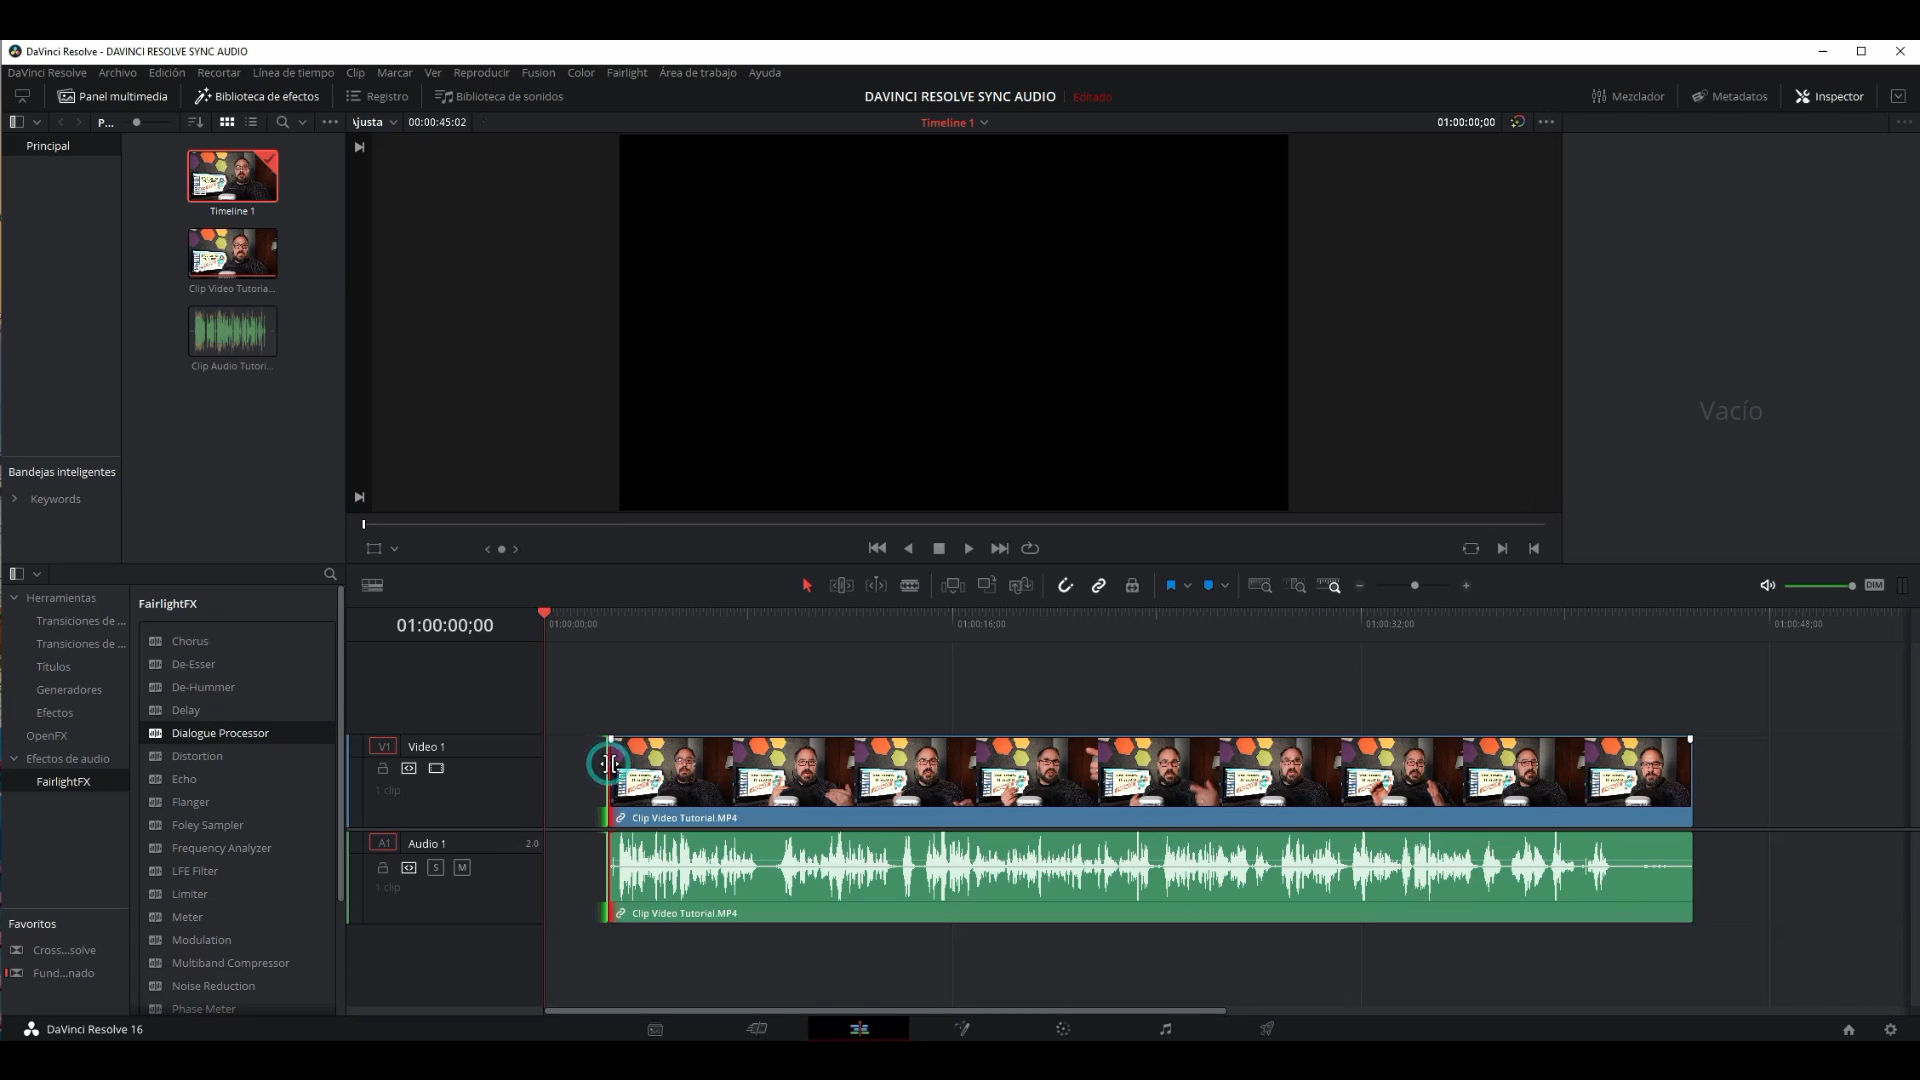 DaVinci Resolve - DAVINCI RESOLVE SYNC AUDIO
DaVinci Resolve Archivo Edición Recortar Línea de tiempo Clip Marcar Ver Reproducir Fusion Color Fairlight Área de trabajo Ayuda
Panel multimedia Biblioteca de efectos Registro Biblioteca de sonidos DAVINCI RESOLVE SYNC AUDIO Editado Mezclador Metadatos Inspector
P... Ajusta 00:00:45:02 Timeline 1 01:00:00;00
Principal
Timeline 1
Clip Video Tutoria...
Clip Audio Tutori...
Vacío
Bandejas inteligentes
Keywords
DIM
Herramientas
Transiciones de ...
Transiciones de ...
Títulos
Generadores
Efectos
OpenFX
Efectos de audio
FairlightFX
Favoritos
Cross...solve
Fund...nado
FairlightFX
Chorus
De-Esser
De-Hummer
Delay
Dialogue Processor
Distortion
Echo
Flanger
Foley Sampler
Frequency Analyzer
LFE Filter
Limiter
Meter
Modulation
Multiband Compressor
Noise Reduction
Phase Meter
01:00:00;00 01:00:00;00 01:00:16;00 01:00:32;00 01:00:48;00
V1 Video 1
1 clip
Clip Video Tutorial.MP4
A1 Audio 1 2.0
S M
1 clip
Clip Video Tutorial.MP4
DaVinci Resolve 16